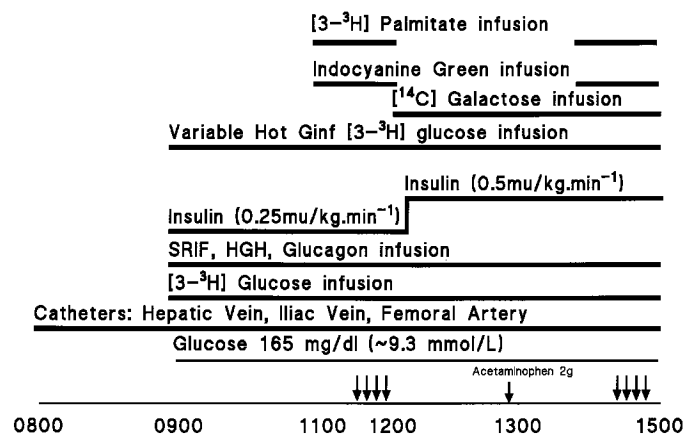 [3-³H] Palmitate infusion
Indocyanine Green infusion
[¹⁴C] Galactose infusion
Variable Hot Ginf [3-³H] glucose infusion
Insulin (0.5mu/kg.min⁻¹)
Insulin (0.25mu/kg.min⁻¹)
SRIF, HGH, Glucagon infusion
[3-³H] Glucose infusion
Catheters: Hepatic Vein, Iliac Vein, Femoral Artery
Glucose 165 mg/dl (~9.3 mmol/L)
Acetaminophen 2g
0800 0900 1100 1200 1300 1500